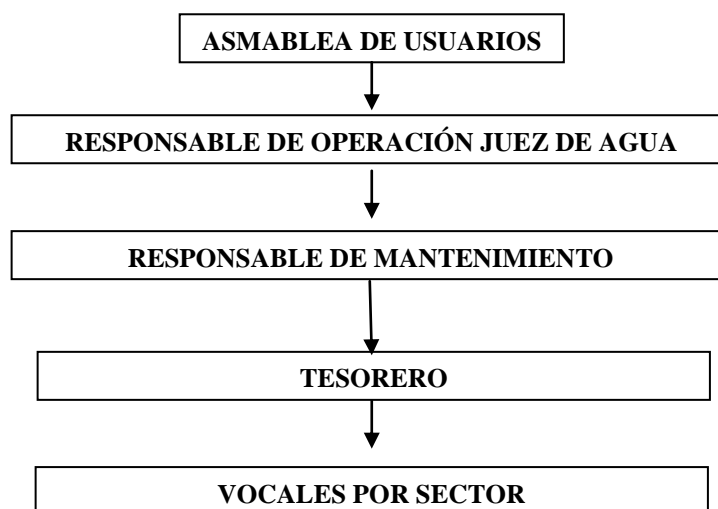 ASMABLEA DE USUARIOS
RESPONSABLE DE OPERACIÓN JUEZ DE AGUA
RESPONSABLE DE MANTENIMIENTO
TESORERO
VOCALES POR SECTOR